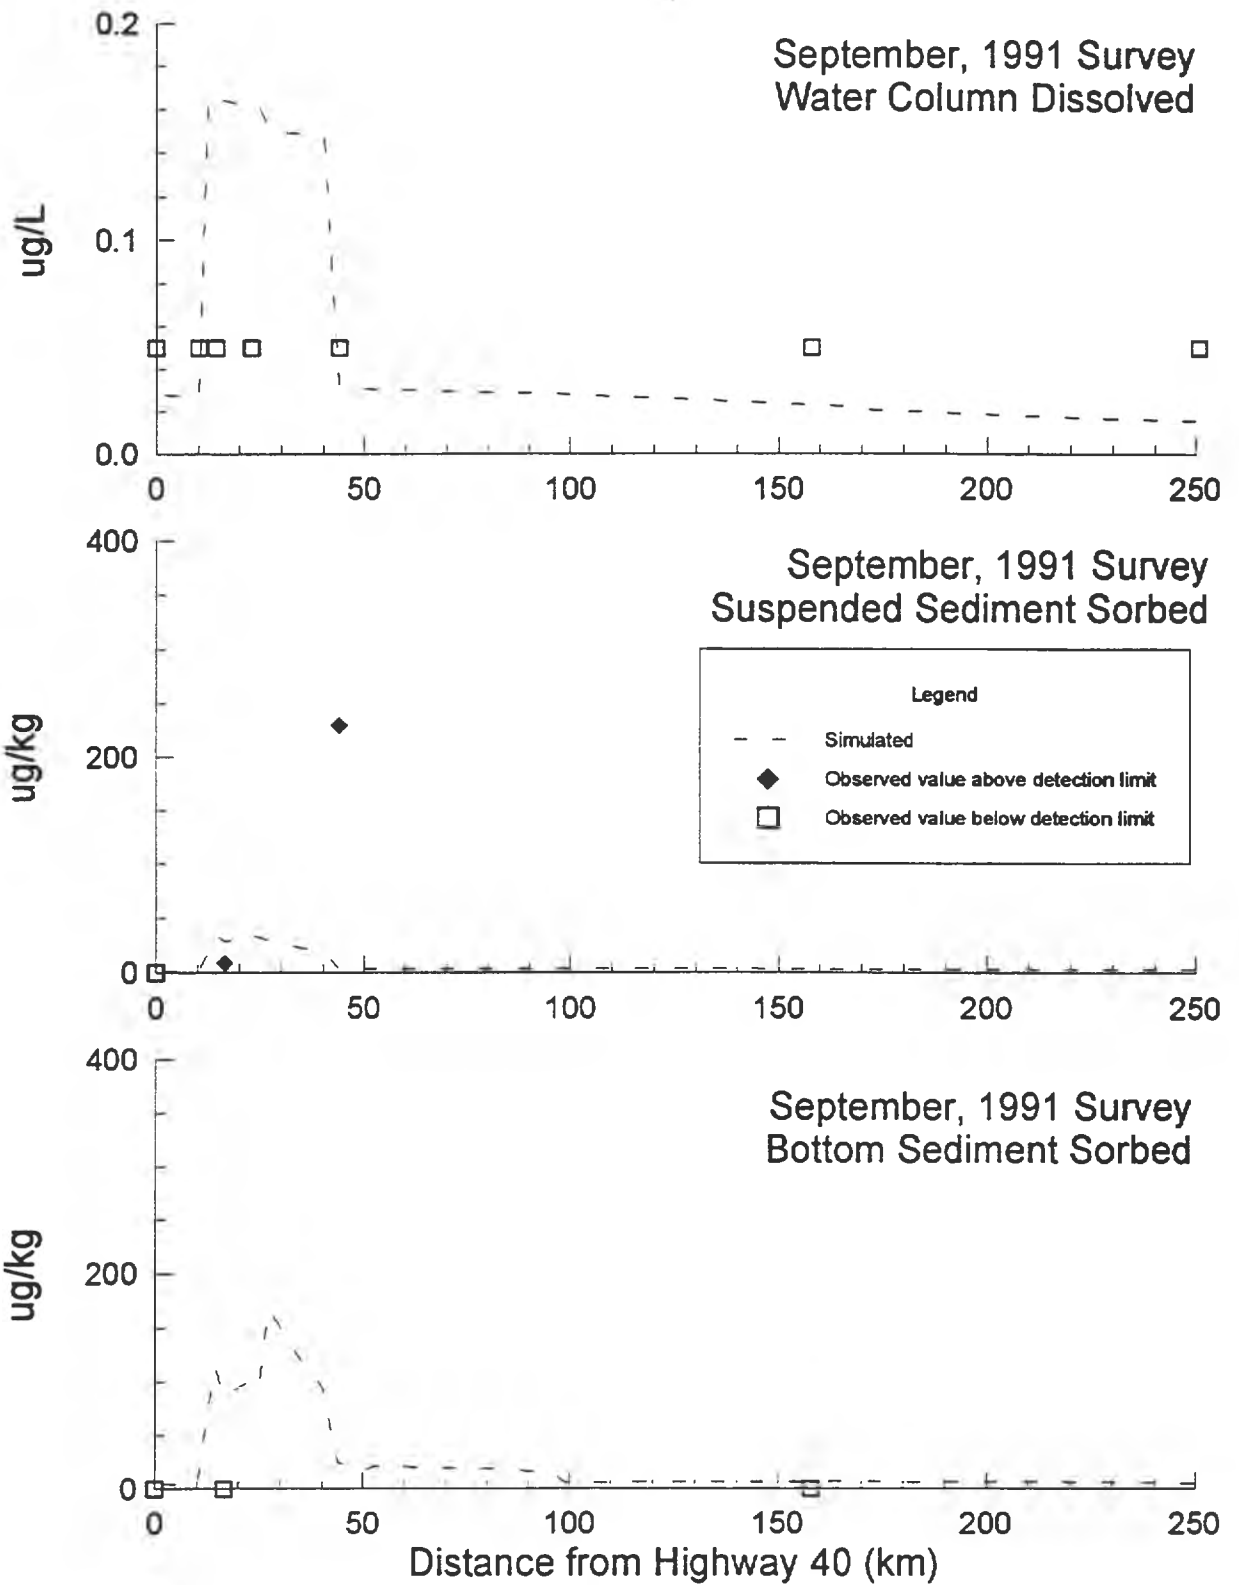 0.2
September, 1991 Survey
Water Column Dissolved
ug/L
0.1
0.0
0 50 100 150 200 250
400
September, 1991 Survey
Suspended Sediment Sorbed
ug/kg
200
Legend
Simulated
Observed value above detection limit
Observed value below detection limit
0
0 50 100 150 200 250
400
September, 1991 Survey
Bottom Sediment Sorbed
ug/kg
200
0
0 50 100 150 200 250
Distance from Highway 40 (km)